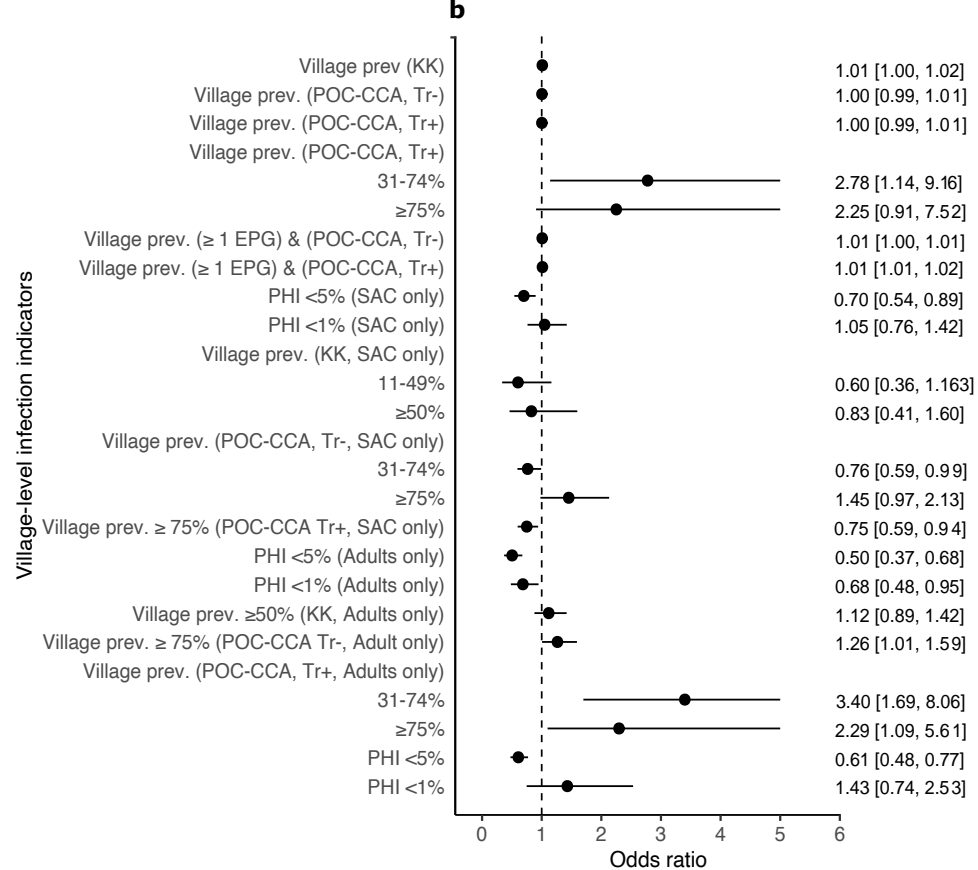 b
Village prev (KK) 1.01 [1.00, 1.02]
Village prev. (POC-CCA, Tr-) 1.00 [0.99, 1.01]
Village prev. (POC-CCA, Tr+) 1.00 [0.99, 1.01]
Village prev. (POC-CCA, Tr+)
31-74% 2.78 [1.14, 9.16]
≥75% 2.25 [0.91, 7.52]
Village prev. (≥ 1 EPG) & (POC-CCA, Tr-) 1.01 [1.00, 1.01]
Village prev. (≥ 1 EPG) & (POC-CCA, Tr+) 1.01 [1.01, 1.02]
PHI <5% (SAC only) 0.70 [0.54, 0.89]
PHI <1% (SAC only) 1.05 [0.76, 1.42]
Village prev. (KK, SAC only)
11-49% 0.60 [0.36, 1.163]
≥50% 0.83 [0.41, 1.60]
Village prev. (POC-CCA, Tr-, SAC only)
31-74% 0.76 [0.59, 0.99]
≥75% 1.45 [0.97, 2.13]
Village prev. ≥ 75% (POC-CCA Tr+, SAC only) 0.75 [0.59, 0.94]
PHI <5% (Adults only) 0.50 [0.37, 0.68]
PHI <1% (Adults only) 0.68 [0.48, 0.95]
Village prev. ≥50% (KK, Adults only) 1.12 [0.89, 1.42]
Village prev. ≥ 75% (POC-CCA Tr-, Adult only) 1.26 [1.01, 1.59]
Village prev. (POC-CCA, Tr+, Adults only)
31-74% 3.40 [1.69, 8.06]
≥75% 2.29 [1.09, 5.61]
PHI <5% 0.61 [0.48, 0.77]
PHI <1% 1.43 [0.74, 2.53]
Village-level infection indicators
0 1 2 3 4 5 6
Odds ratio